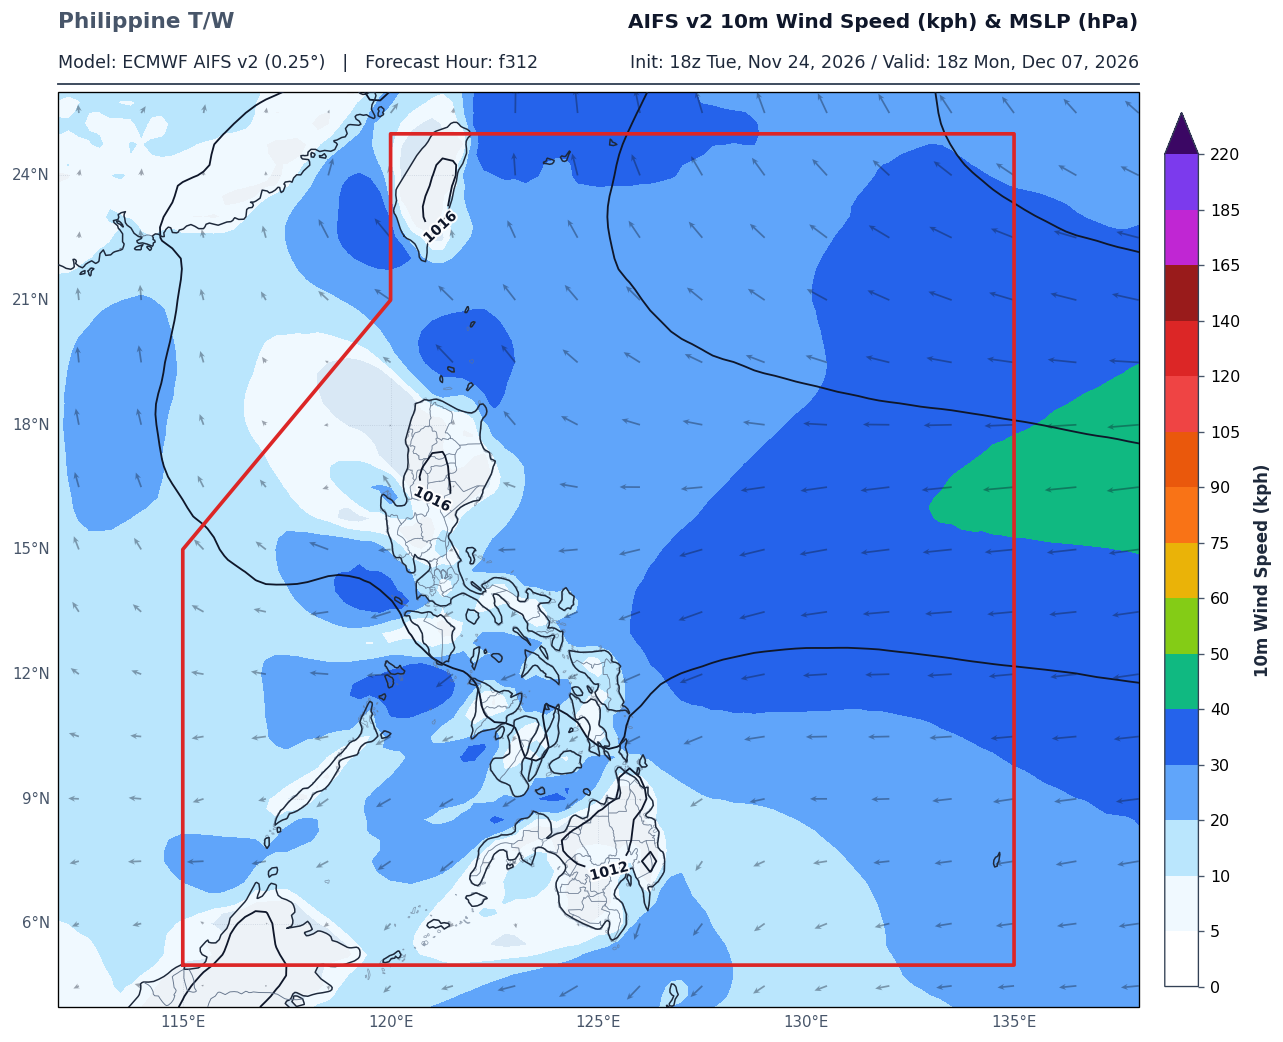 Philippine T/W
AIFS v2 10m Wind Speed (kph) & MSLP (hPa)
Model: ECMWF AIFS v2 (0.25°)   |   Forecast Hour: f312
Init: 18z Tue, Nov 24, 2026 / Valid: 18z Mon, Dec 07, 2026
24°N
21°N
18°N
15°N
12°N
9°N
6°N
115°E
120°E
125°E
130°E
135°E
1016
1016
1012
220
185
165
140
120
105
90
75
60
50
40
30
20
10
5
0
10m Wind Speed (kph)